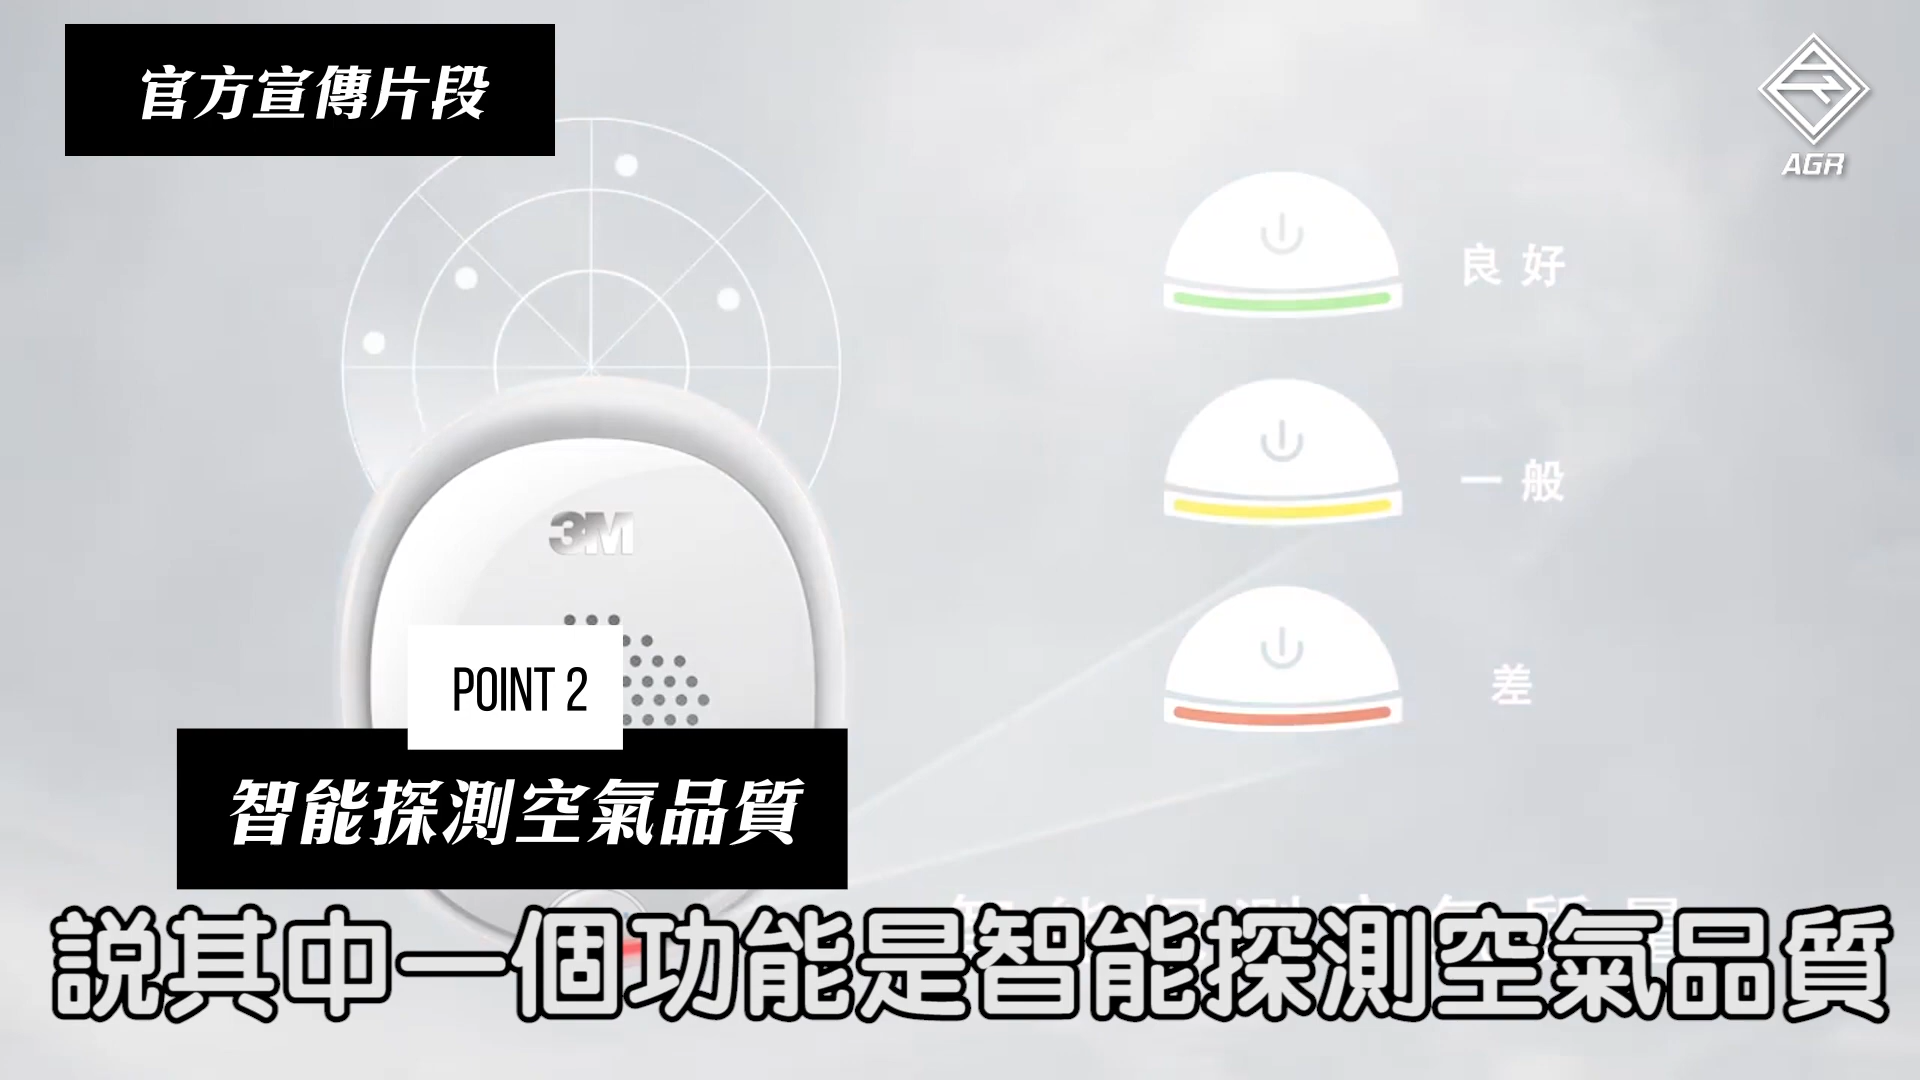 官方宣傳片段
AGR
良好
一般
3M
差
POINT 2
智能探測空氣品質
説其中一個功能是智能探測空氣品質